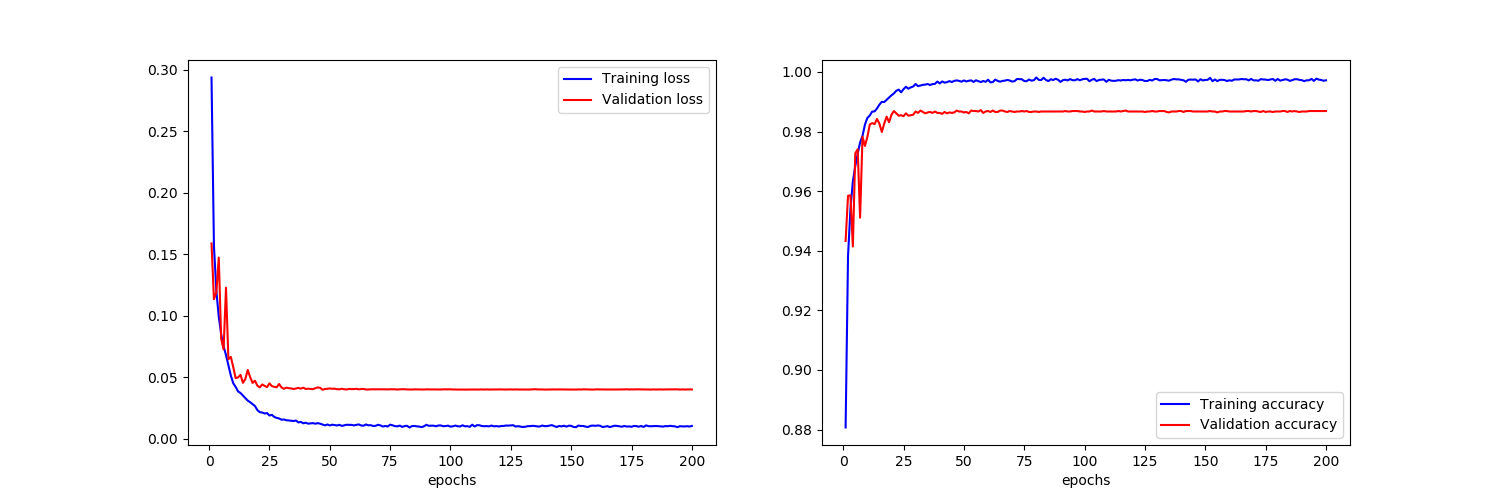 0.30
0.25
0.20
0.15
0.10
0.05
0.00
0 25 50 75 100 125 150 175 200
epochs
Training loss
Validation loss
1.00
0.98
0.96
0.94
0.92
0.90
0.88
0 25 50 75 100 125 150 175 200
epochs
Training accuracy
Validation accuracy